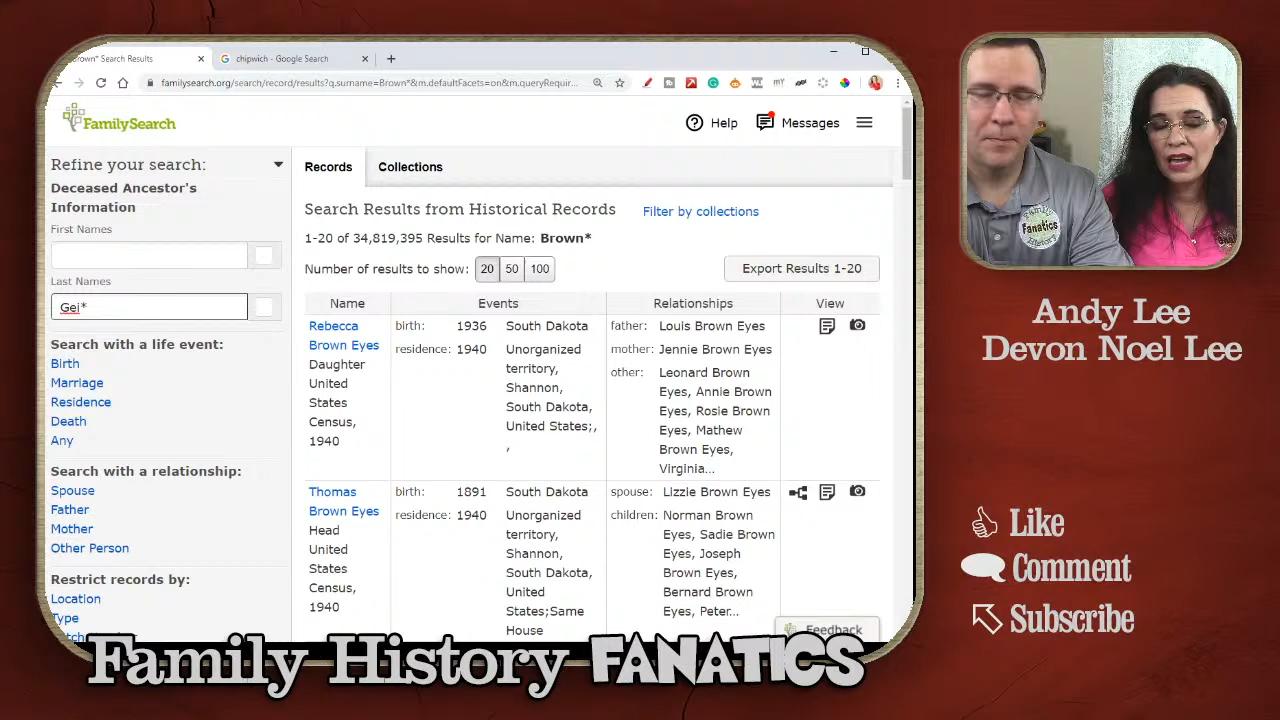 rown* Search Results
chipwich - Google Search
familysearch.org/search/record/results?q.surname=Brown*&m.defaultFacets=on&m.queryRequir...
FamilySearch
Help
Messages
Refine your search:
Deceased Ancestor's
Information
First Names
Last Names
Gei*
Search with a life event:
Birth
Marriage
Residence
Death
Any
Search with a relationship:
Spouse
Father
Mother
Other Person
Restrict records by:
Location
Type
Records
Collections
Search Results from Historical Records
Filter by collections
1-20 of 34,819,395 Results for Name: Brown*
Number of results to show: 20 50 100
Export Results 1-20
Name Events Relationships View
Rebecca
Brown Eyes
Daughter
United
States
Census,
1940
birth: 1936 South Dakota
residence: 1940 Unorganized
territory,
Shannon,
South Dakota,
United States;,
,
father: Louis Brown Eyes
mother: Jennie Brown Eyes
other: Leonard Brown
Eyes, Annie Brown
Eyes, Rosie Brown
Eyes, Mathew
Brown Eyes,
Virginia...
Thomas
Brown Eyes
Head
United
States
Census,
1940
birth: 1891 South Dakota
residence: 1940 Unorganized
territory,
Shannon,
South Dakota,
United
States;Same
House
spouse: Lizzie Brown Eyes
children: Norman Brown
Eyes, Sadie Brown
Eyes, Joseph
Brown Eyes,
Bernard Brown
Eyes, Peter...
Feedback
Family History FANATICS
Family
Fanatics
History
Andy Lee
Devon Noel Lee
Like
Comment
Subscribe